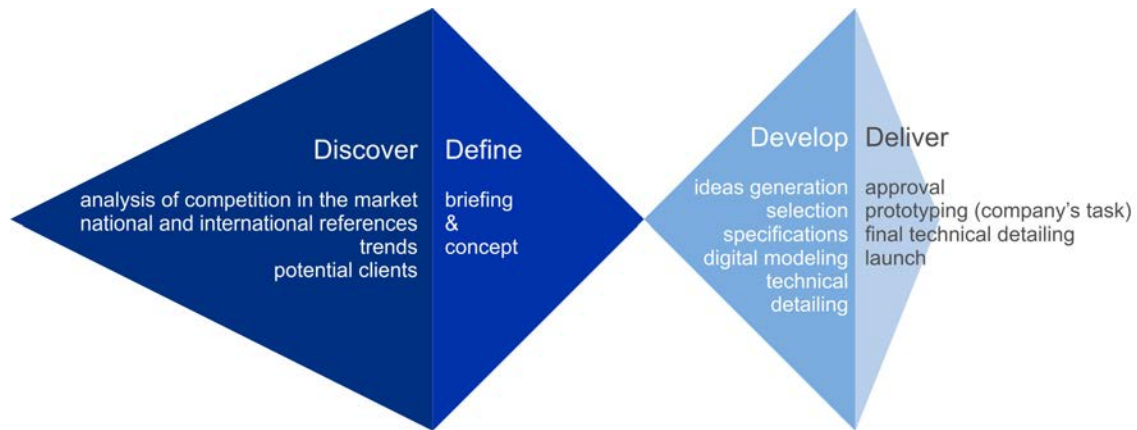 Discover
analysis of competition in the market
national and international references
trends
potential clients
Define
briefing
&
concept
Develop
ideas generation
selection
specifications
digital modeling
technical
detailing
Deliver
approval
prototyping (company's task)
final technical detailing
launch